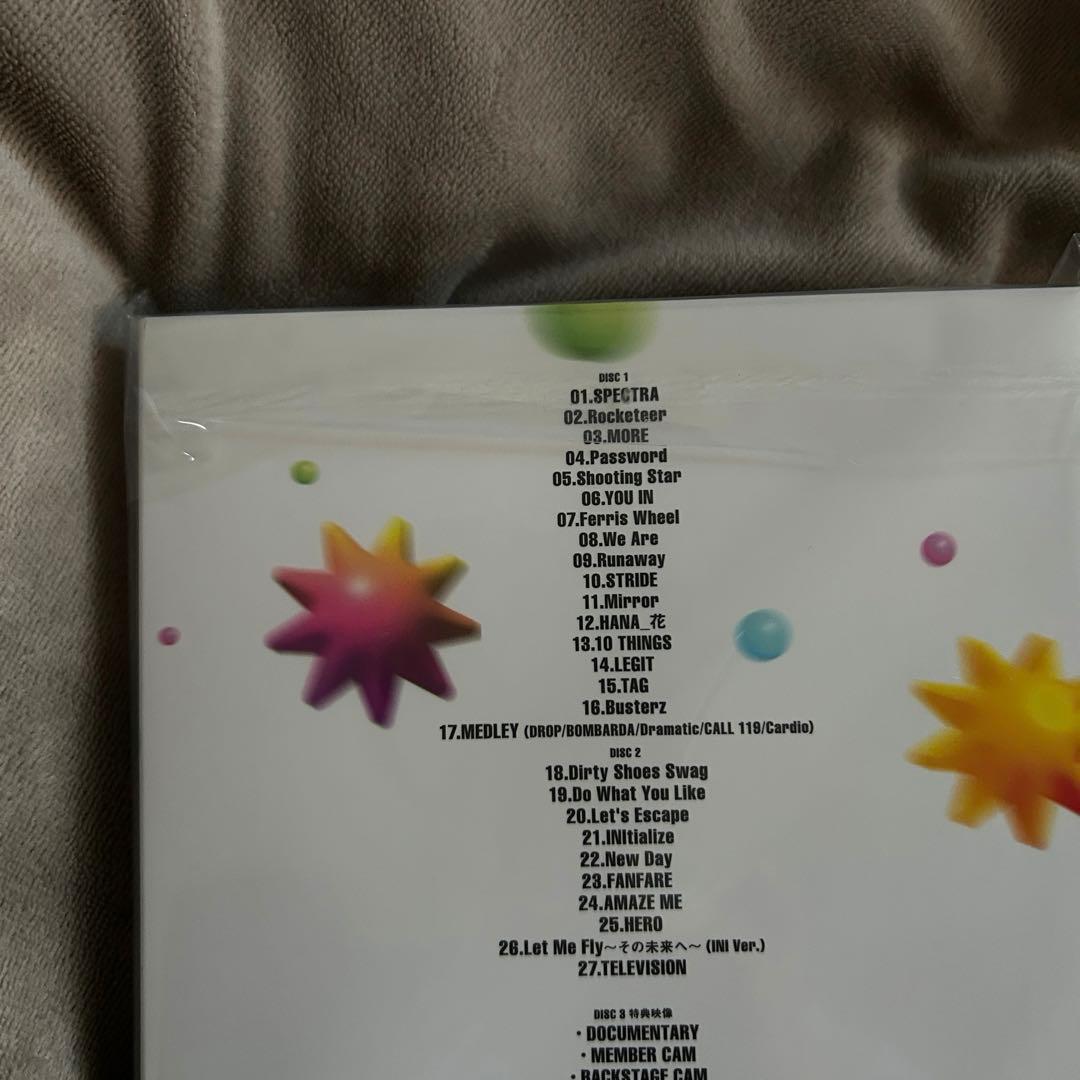 DISC 1
01.SPECTRA
02.Rocketeer
03.MORE
04.Password
05.Shooting Star
06.YOU IN
07.Ferris Wheel
08.We Are
09.Runaway
10.STRIDE
11.Mirror
12.HANA_花
13.10 THINGS
14.LEGIT
15.TAG
16.Busterz
17.MEDLEY (DROP/BOMBARDA/Dramatic/CALL 119/Cardio)
DISC 2
18.Dirty Shoes Swag
19.Do What You Like
20.Let's Escape
21.INItialize
22.New Day
23.FANFARE
24.AMAZE ME
25.HERO
26.Let Me Fly～その未来へ～ (INI Ver.)
27.TELEVISION
DISC 3 特典映像
・DOCUMENTARY
・MEMBER CAM
・BACKSTAGE CAM